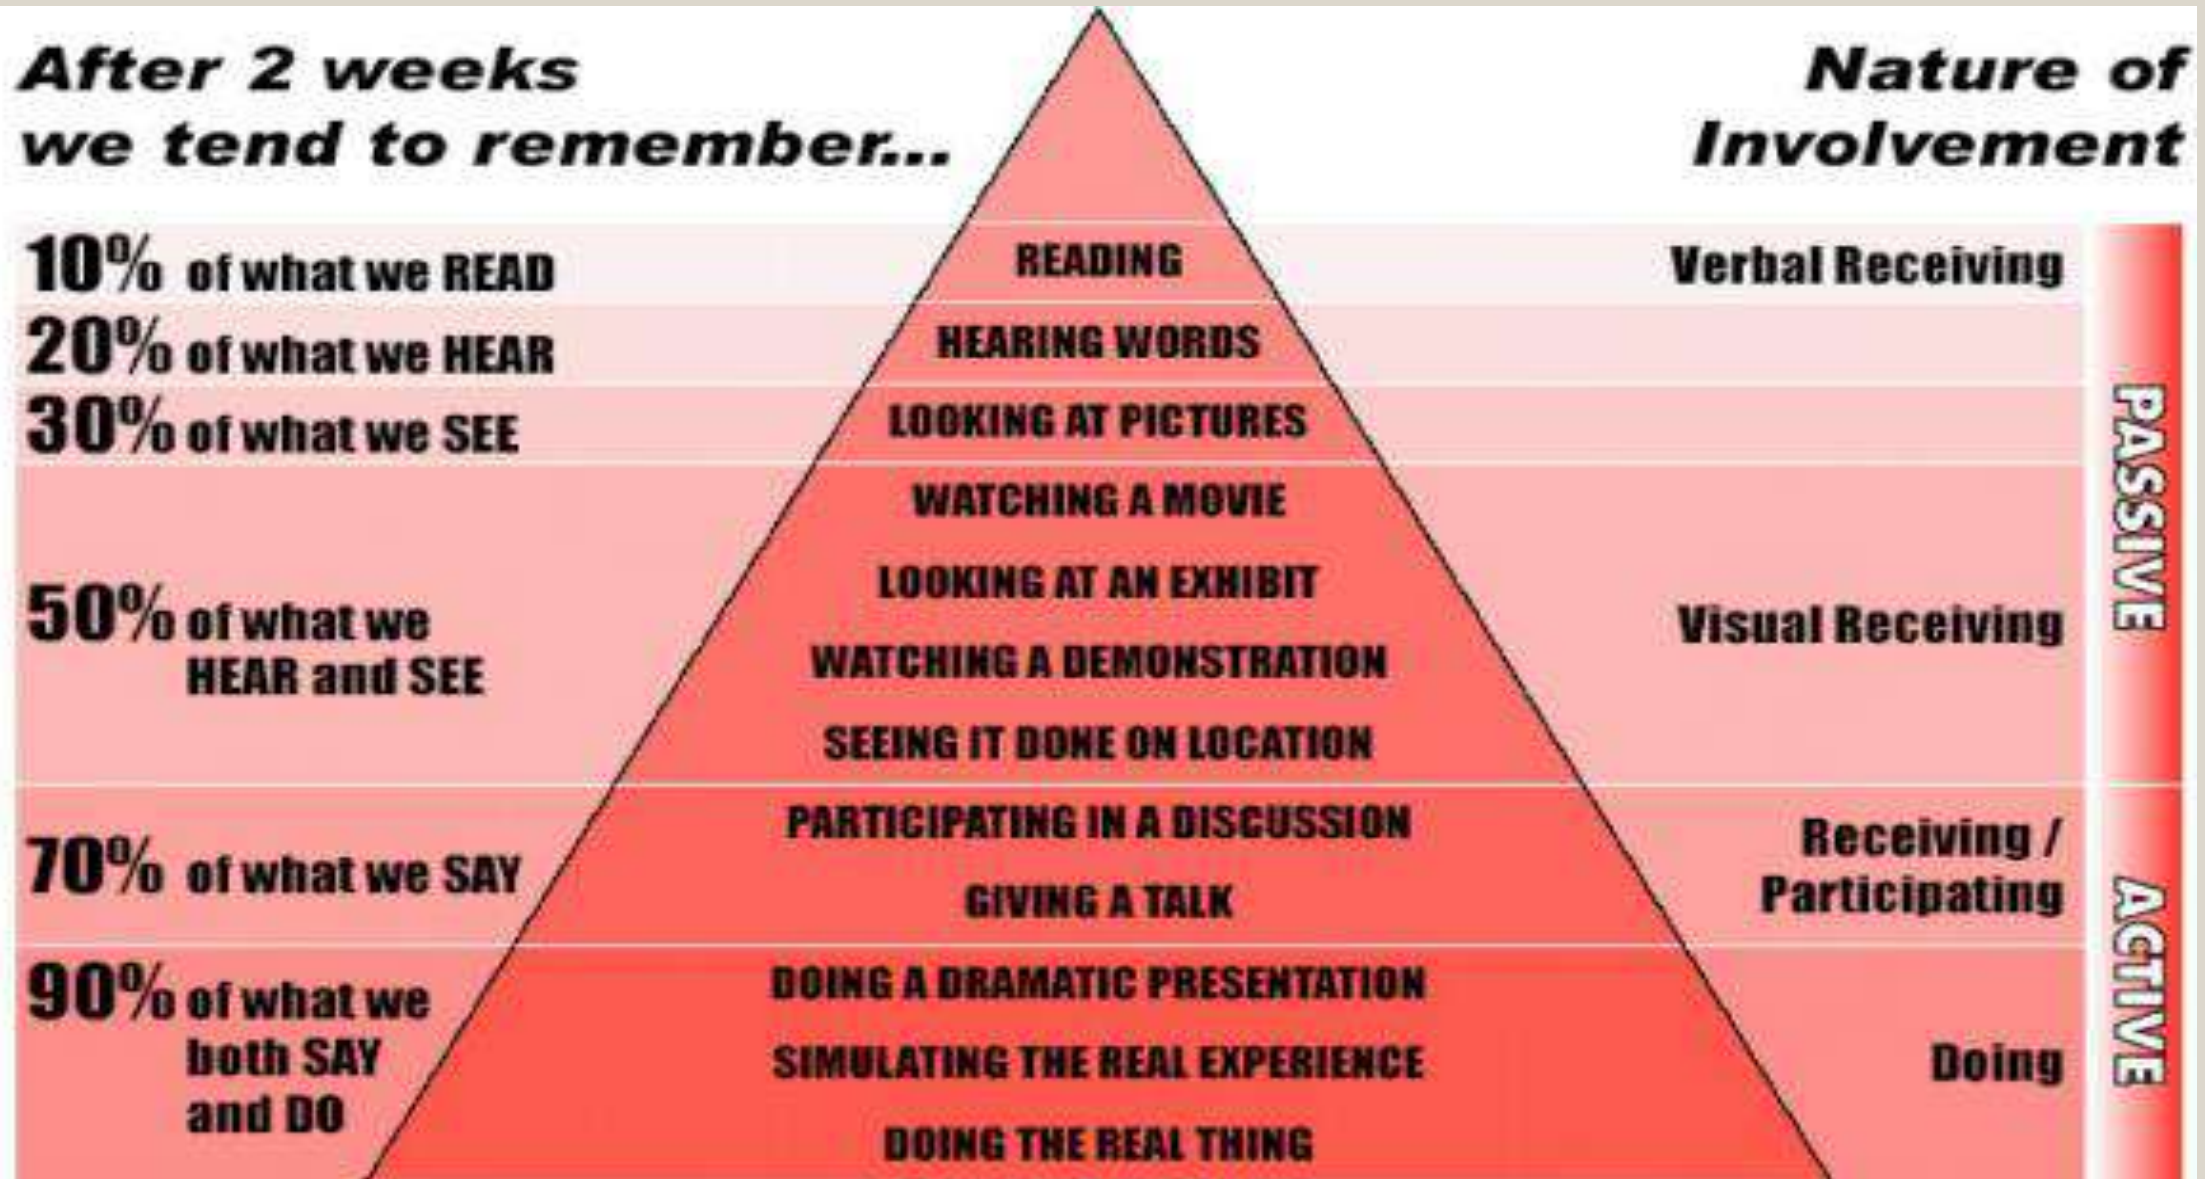 After 2 weeks
we tend to remember...
Nature of
Involvement
10% of what we READ
READING
Verbal Receiving
20% of what we HEAR
HEARING WORDS
30% of what we SEE
LOOKING AT PICTURES
PASSIVE
50% of what we
HEAR and SEE
WATCHING A MOVIE
LOOKING AT AN EXHIBIT
WATCHING A DEMONSTRATION
SEEING IT DONE ON LOCATION
Visual Receiving
70% of what we SAY
PARTICIPATING IN A DISCUSSION
GIVING A TALK
Receiving /
Participating
ACTIVE
90% of what we
both SAY
and DO
DOING A DRAMATIC PRESENTATION
SIMULATING THE REAL EXPERIENCE
DOING THE REAL THING
Doing